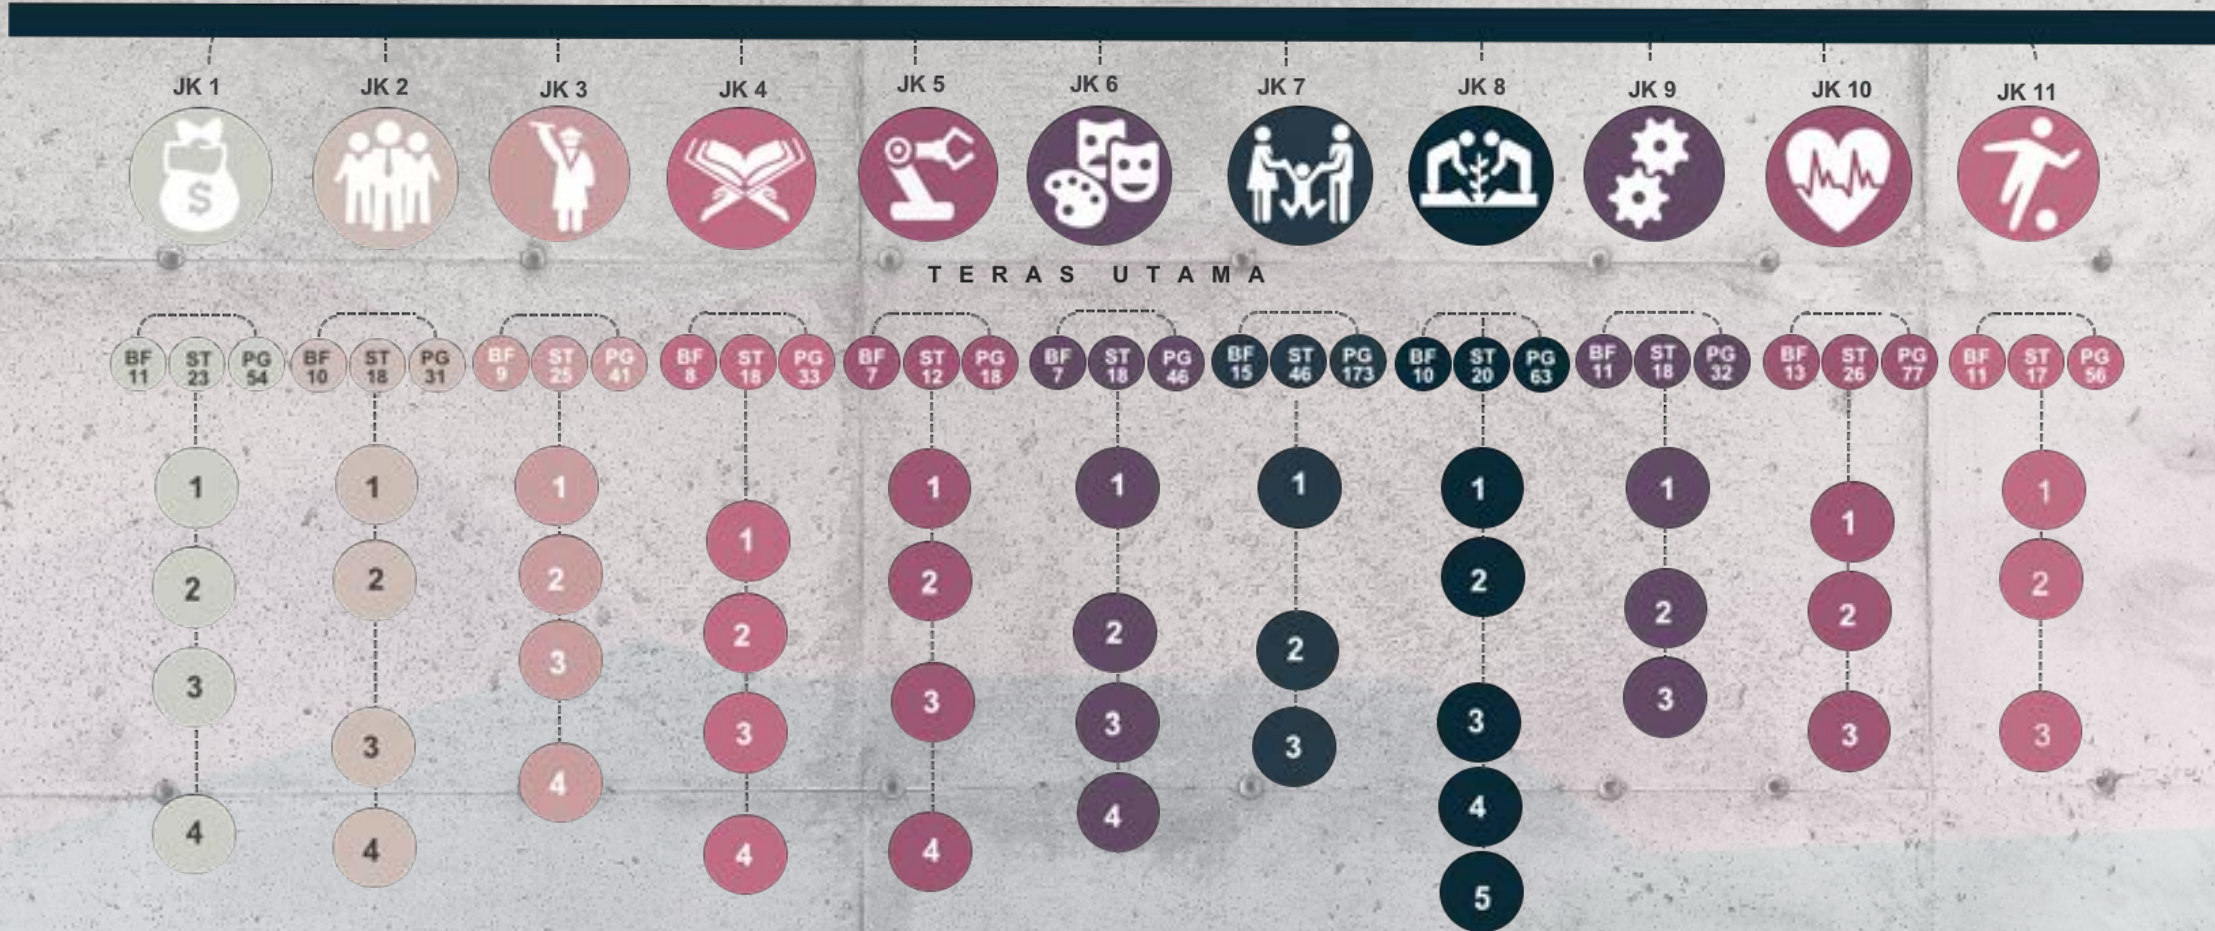 JK 1
JK 2
JK 3
JK 4
JK 5
JK 6
JK 7
JK 8
JK 9
JK 10
JK 11
$
TERAS UTAMA
BF 11
ST 23
PG 54
BF 10
ST 18
PG 31
BF 9
ST 25
PG 41
BF 8
ST 18
PG 33
BF 7
ST 12
PG 18
BF 7
ST 18
PG 46
BF 15
ST 46
PG 173
BF 10
ST 20
PG 63
BF 11
ST 18
PG 32
BF 13
ST 26
PG 77
BF 11
ST 17
PG 56
1
2
3
4
1
2
3
4
1
2
3
4
1
2
3
4
1
2
3
4
1
2
3
4
1
2
3
1
2
3
4
5
1
2
3
1
2
3
1
2
3